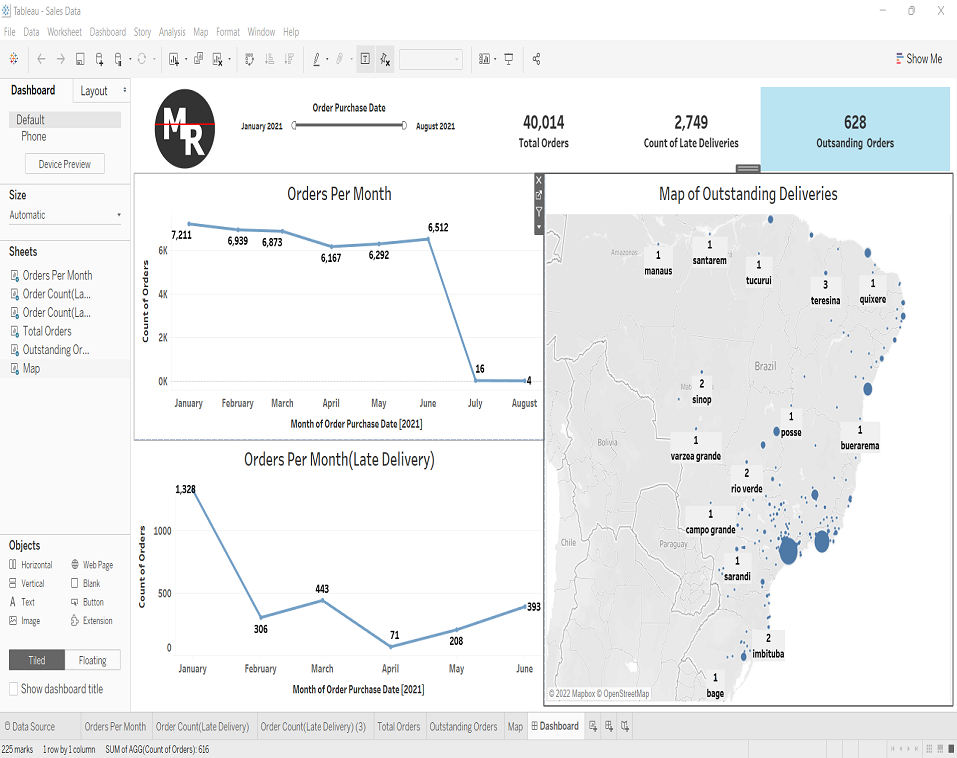 Tableau - Sales Data
File Data Worksheet Dashboard Story Analysis Map Format Window Help
Show Me
Dashboard Layout
Default
Phone
Device Preview
Size
Automatic
Sheets
Orders Per Month
Order Count(La...
Order Count(La...
Total Orders
Outstanding Or...
Map
Objects
Horizontal Web Page
Vertical Blank
Text Button
Image Extension
Tiled Floating
Show dashboard title
MR
Order Purchase Date
January 2021 August 2021
40,014
Total Orders
2,749
Count of Late Deliveries
628
Outsanding Orders
Orders Per Month
7,211
6,939
6,873
6,167
6,292
6,512
16
4
6K
4K
2K
0K
Count of Orders
January February March April May June July August
Month of Order Purchase Date [2021]
Orders Per Month(Late Delivery)
1,328
306
443
71
208
393
1000
500
0
Count of Orders
January February March April May June
Month of Order Purchase Date [2021]
Map of Outstanding Deliveries
Amazonas
1
manaus
1
santarem
1
tucurui
3
teresina
1
quixere
Brazil
2
sinop
1
posse
1
buerarema
Bolivia
1
varzea grande
2
rio verde
1
campo grande
Chile
Paraguay
1
sarandi
2
imbituba
1
bage
© 2022 Mapbox © OpenStreetMap
Data Source Orders Per Month Order Count(Late Delivery) Order Count(Late Delivery) (3) Total Orders Outstanding Orders Map Dashboard
225 marks 1 row by 1 column SUM of AGG(Count of Orders): 616